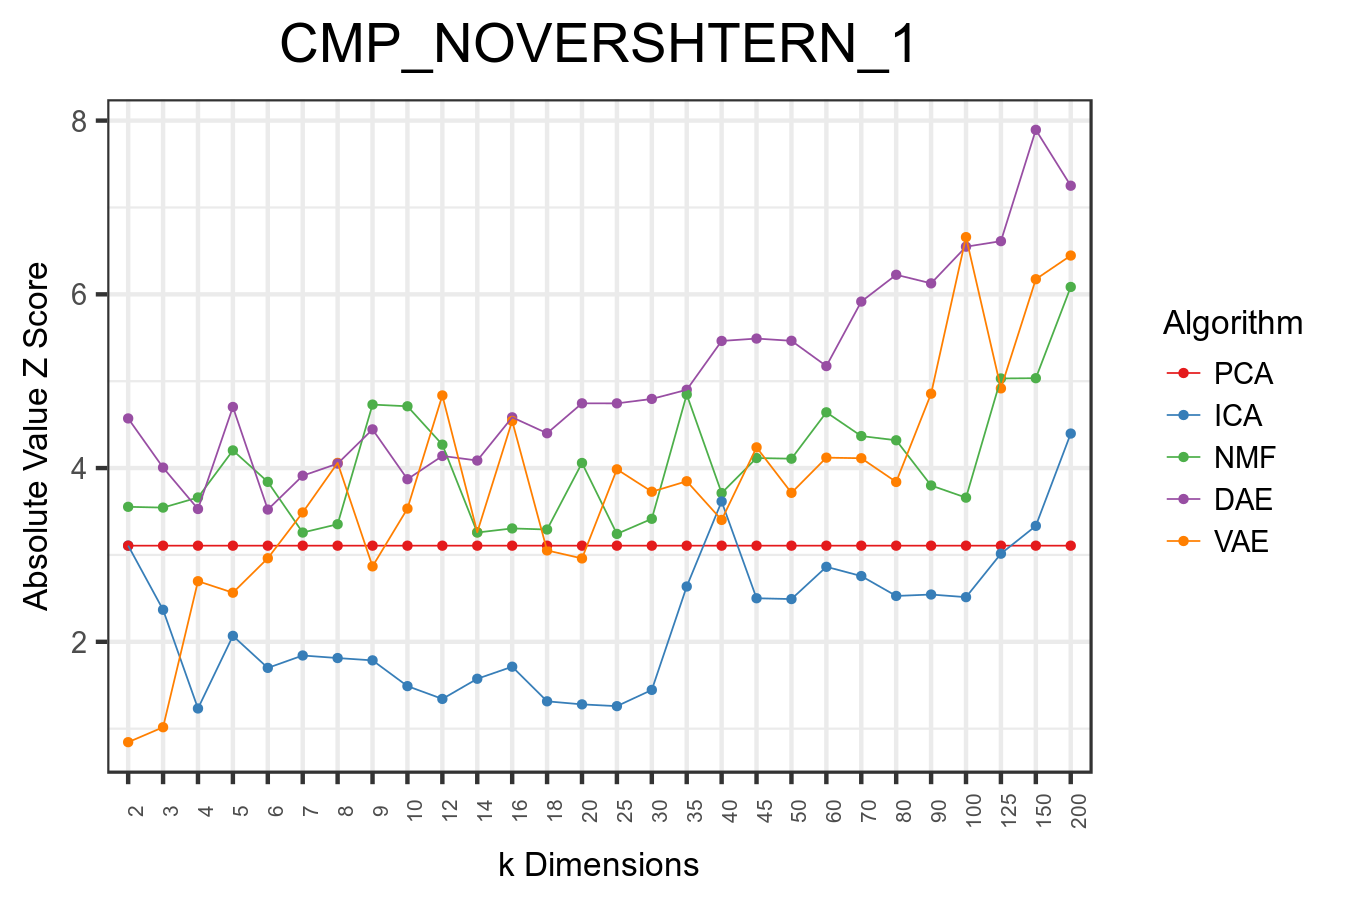 CMP_NOVERSHTERN_1
Absolute Value Z Score
8
6
4
2
2 3 4 5 6 7 8 9 10 12 14 16 18 20 25 30 35 40 45 50 60 70 80 90 100 125 150 200
k Dimensions
Algorithm
PCA
ICA
NMF
DAE
VAE